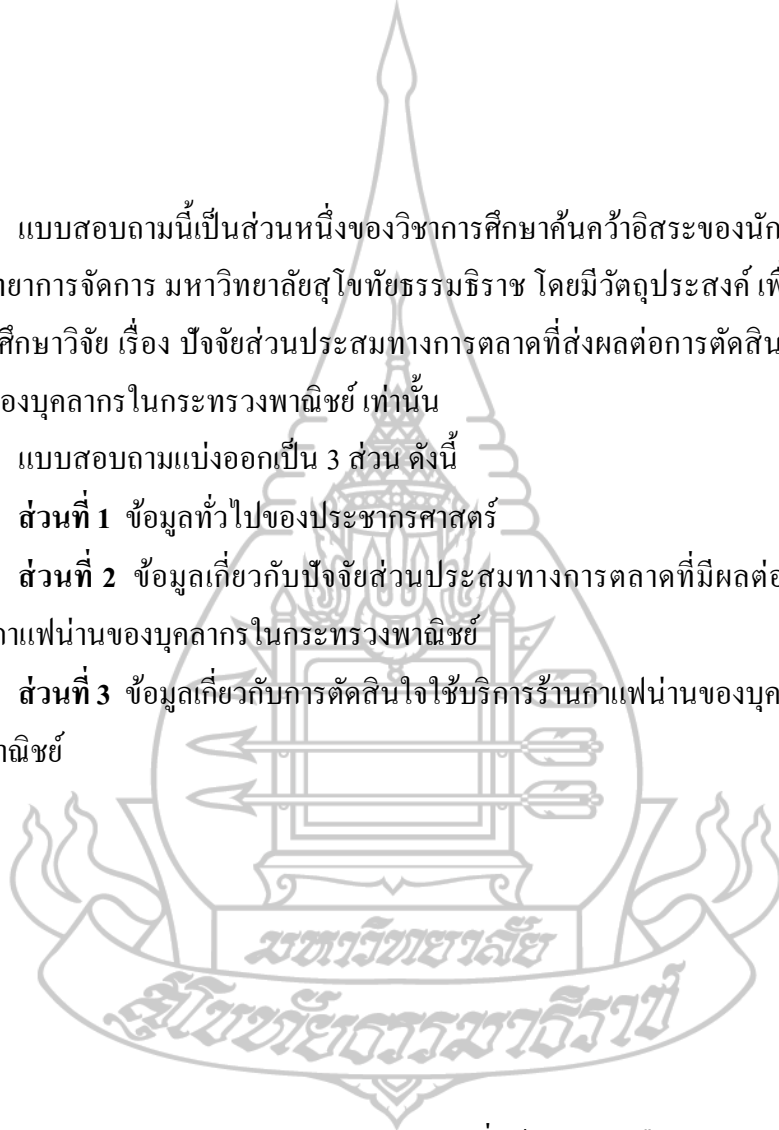 แบบสอบถามนี้เป็นส่วนหนึ่งของวิชาการศึกษาค้นคว้าอิสระของนัก
ทยาการจัดการ มหาวิทยาลัยสุโขทัยธรรมธิราช โดยมีวัตถุประสงค์ เพื่
ศึกษาวิจัย เรื่อง ปัจจัยส่วนประสมทางการตลาดที่ส่งผลต่อการตัดสิน
องบุคลากรในกระทรวงพาณิชย์ เท่านั้น
แบบสอบถามแบ่งออกเป็น 3 ส่วน ดังนี้
ส่วนที่ 1 ข้อมูลทั่วไปของประชากรศาสตร์
ส่วนที่ 2 ข้อมูลเกี่ยวกับปัจจัยส่วนประสมทางการตลาดที่มีผลต่อ
กาแฟน่านของบุคลากรในกระทรวงพาณิชย์
ส่วนที่ 3 ข้อมูลเกี่ยวกับการตัดสินใจใช้บริการร้านกาแฟน่านของบุค
าณิชย์
มหาวิทยาลัย
สุโขทัยธรรมาธิราช